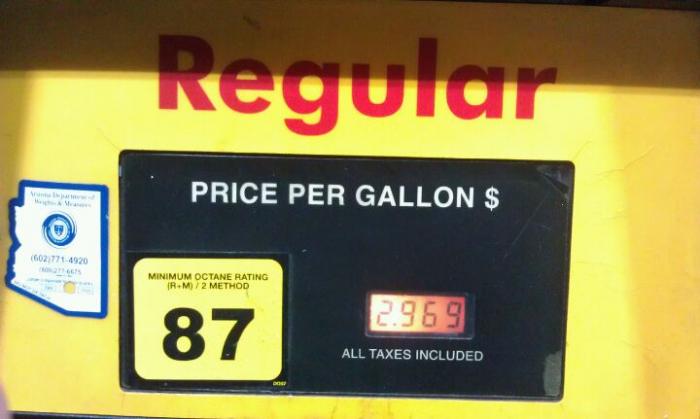 Regular
PRICE PER GALLON $
Arizona Department of
Weights & Measures
(602)771-4920
MINIMUM OCTANE RATING
(R+M) / 2 METHOD
87
2.969
ALL TAXES INCLUDED